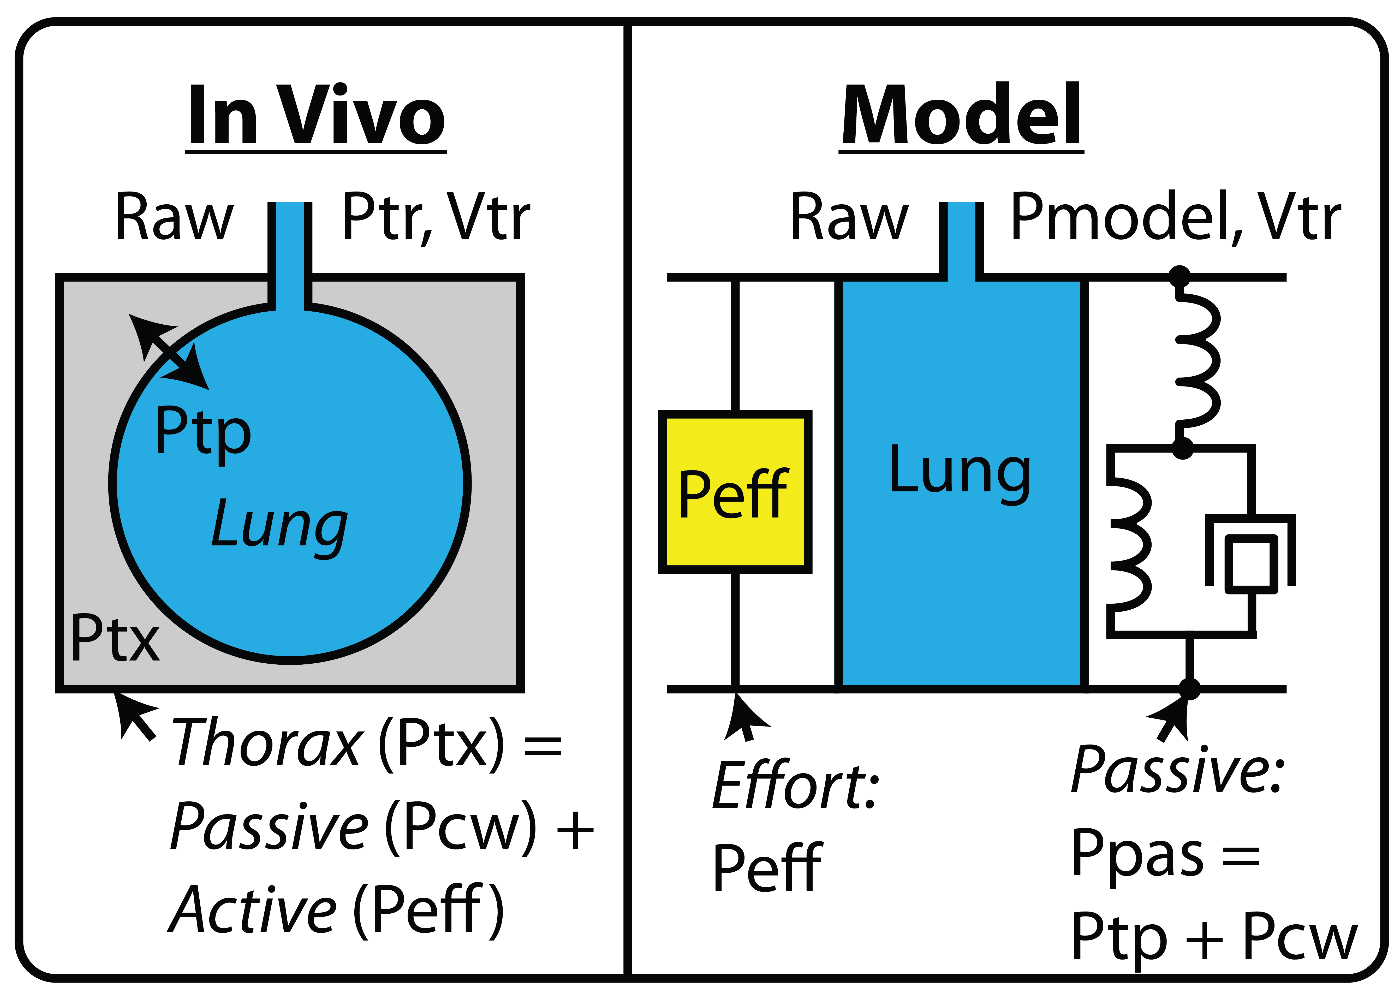 In Vivo
Raw
Ptr, Vtr
Ptp
Lung
Ptx
Thorax (Ptx) =
Passive (Pcw) +
Active (Peff)
Model
Raw
Pmodel, Vtr
Peff
Lung
Effort:
Peff
Passive:
Ppas =
Ptp + Pcw